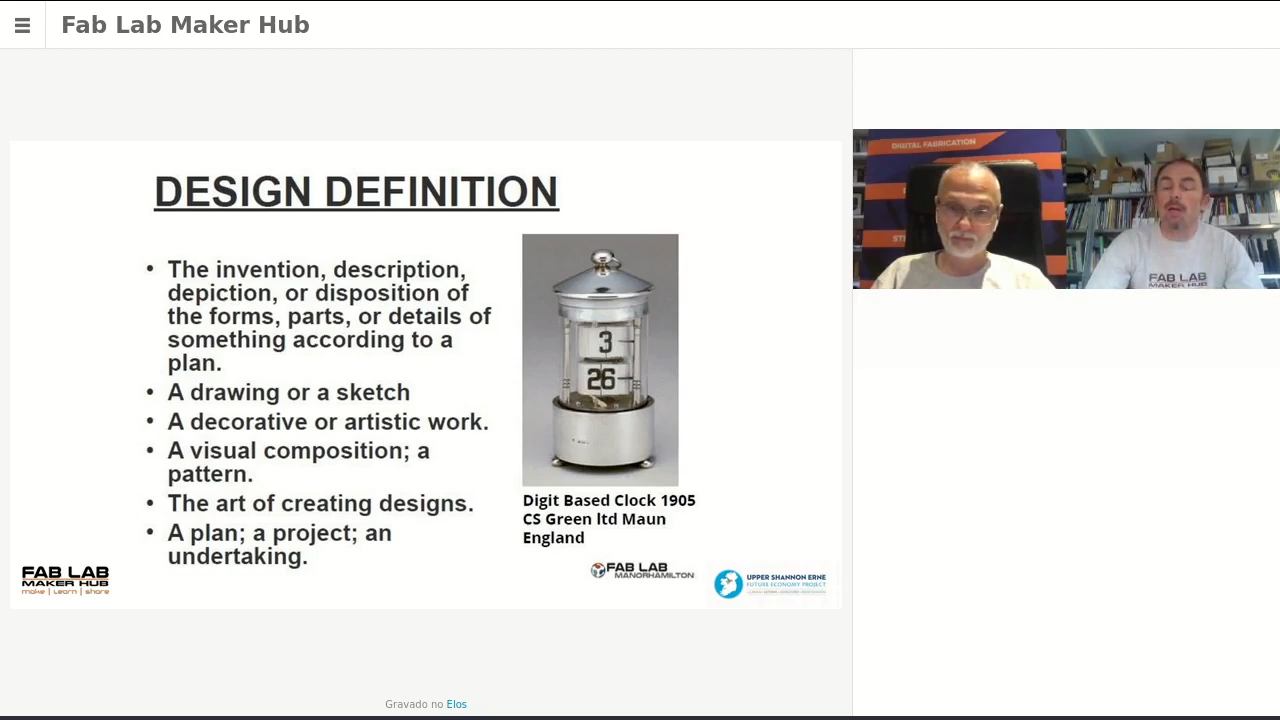 Fab Lab Maker Hub
DESIGN DEFINITION
• The invention, description,
depiction, or disposition of
the forms, parts, or details of
something according to a
plan.
• A drawing or a sketch
• A decorative or artistic work.
• A visual composition; a
pattern.
• The art of creating designs.
• A plan; a project; an
undertaking.
3
26
Digit Based Clock 1905
CS Green ltd Maun
England
FAB LAB
MAKER HUB
make | Learn | share
FAB LAB
MANORHAMILTON
UPPER SHANNON ERNE
FUTURE ECONOMY PROJECT
DIGITAL FABRICATION
FAB LAB
MAKER HUB
Gravado no Elos